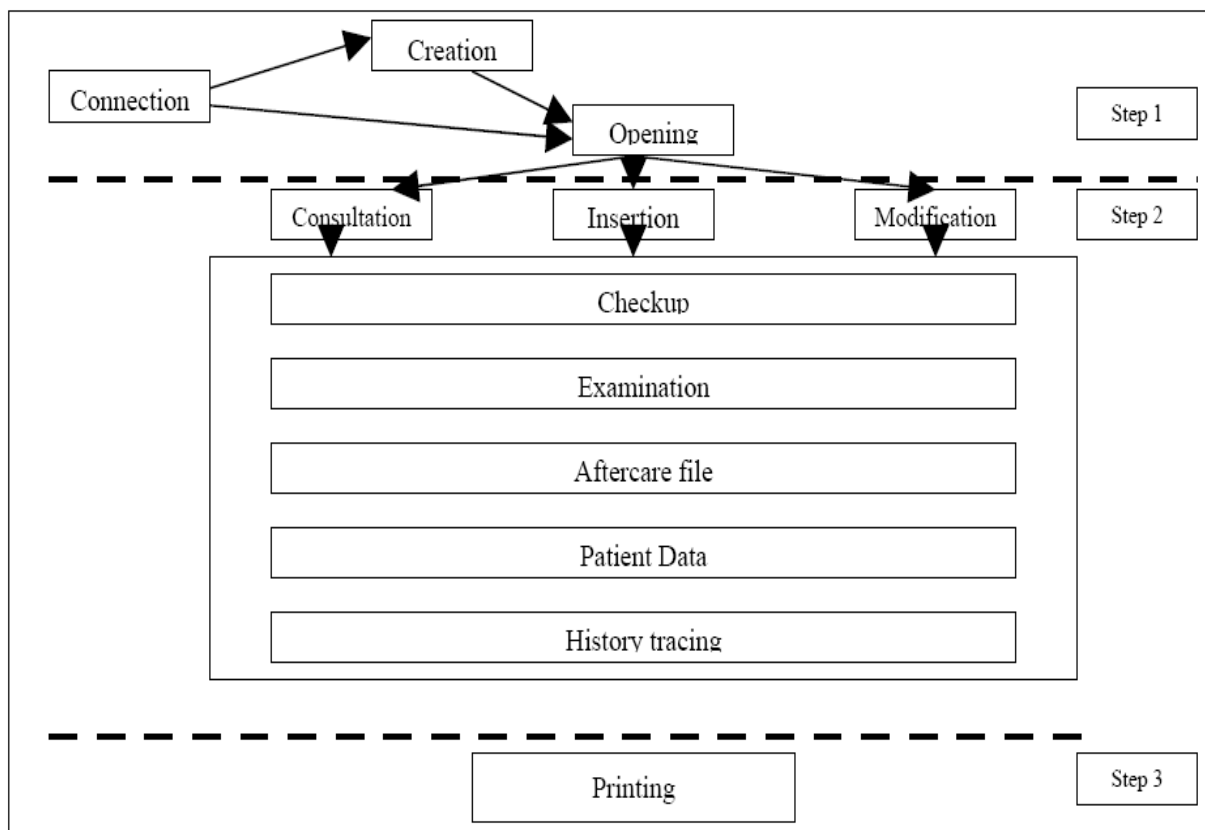 Creation
Connection
Step 1
Opening
Consultation
Insertion
Modification
Step 2
Checkup
Examination
Aftercare file
Patient Data
History tracing
Printing
Step 3